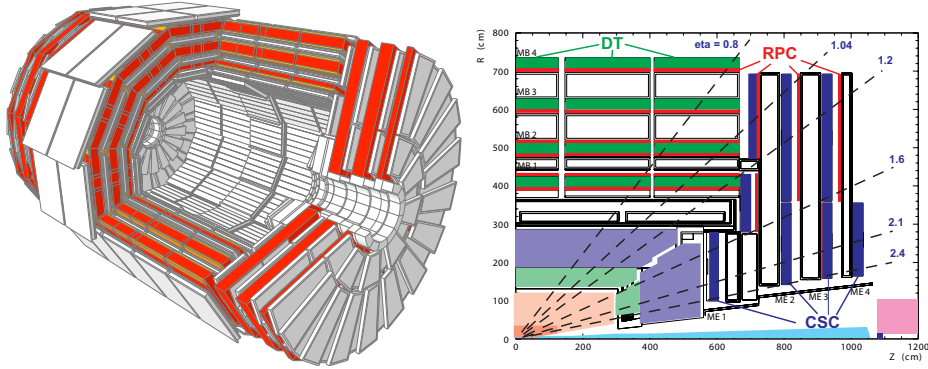 R (cm)
800
700
600
500
400
300
200
100
0
MB 4
MB 3
MB 2
MB 1
DT
eta = 0.8
RPC
1.04
1.2
1.6
2.1
2.4
ME 1
ME 2
ME 3
ME 4
CSC
0
200
400
600
800
1000
1200
Z (cm)